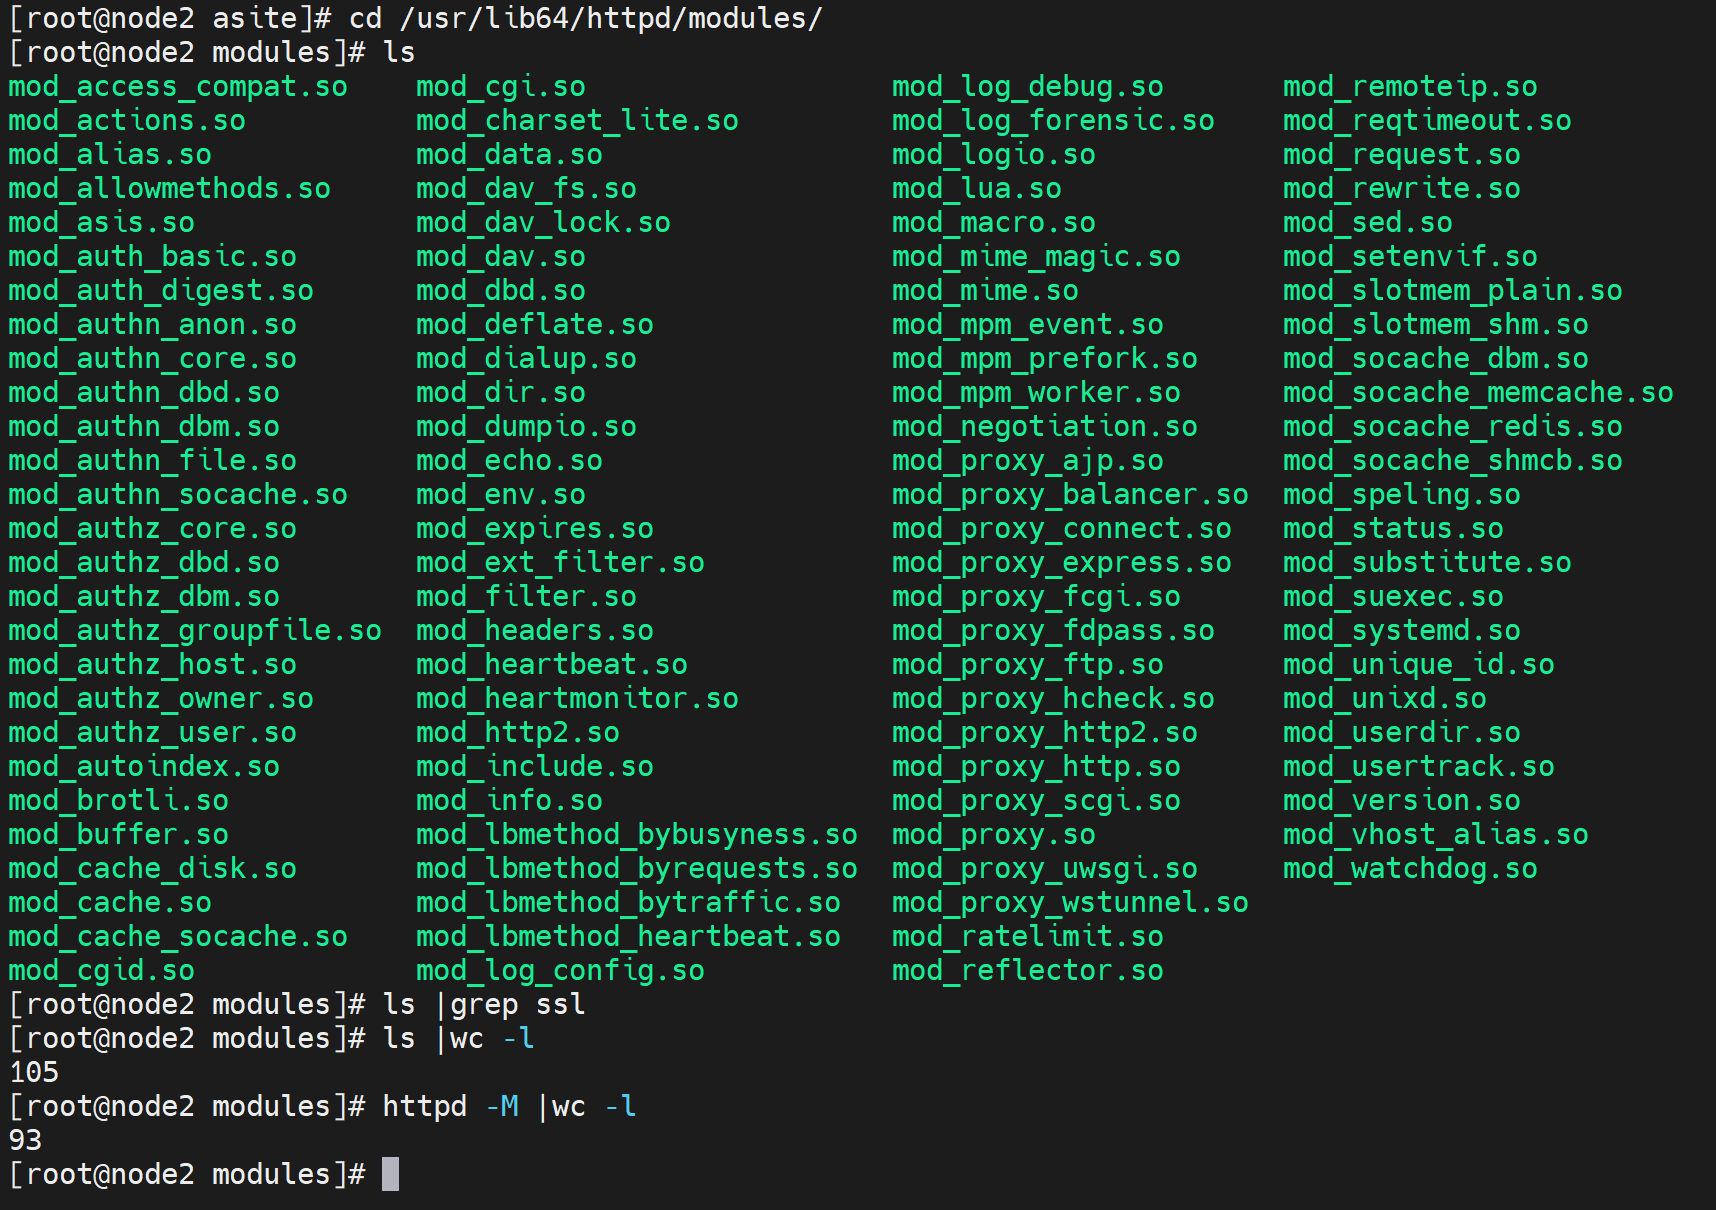 [root@node2 asite]# cd /usr/lib64/httpd/modules/
[root@node2 modules]# ls
mod_access_compat.so    mod_cgi.so                  mod_log_debug.so       mod_remoteip.so
mod_actions.so          mod_charset_lite.so         mod_log_forensic.so    mod_reqtimeout.so
mod_alias.so            mod_data.so                 mod_logio.so           mod_request.so
mod_allowmethods.so     mod_dav_fs.so               mod_lua.so             mod_rewrite.so
mod_asis.so             mod_dav_lock.so             mod_macro.so           mod_sed.so
mod_auth_basic.so       mod_dav.so                  mod_mime_magic.so      mod_setenvif.so
mod_auth_digest.so      mod_dbd.so                  mod_mime.so            mod_slotmem_plain.so
mod_authn_anon.so       mod_deflate.so              mod_mpm_event.so       mod_slotmem_shm.so
mod_authn_core.so       mod_dialup.so               mod_mpm_prefork.so     mod_socache_dbm.so
mod_authn_dbd.so        mod_dir.so                  mod_mpm_worker.so      mod_socache_memcache.so
mod_authn_dbm.so        mod_dumpio.so               mod_negotiation.so     mod_socache_redis.so
mod_authn_file.so       mod_echo.so                 mod_proxy_ajp.so       mod_socache_shmcb.so
mod_authn_socache.so    mod_env.so                  mod_proxy_balancer.so  mod_speling.so
mod_authz_core.so       mod_expires.so              mod_proxy_connect.so   mod_status.so
mod_authz_dbd.so        mod_ext_filter.so           mod_proxy_express.so   mod_substitute.so
mod_authz_dbm.so        mod_filter.so               mod_proxy_fcgi.so      mod_suexec.so
mod_authz_groupfile.so  mod_headers.so              mod_proxy_fdpass.so    mod_systemd.so
mod_authz_host.so       mod_heartbeat.so            mod_proxy_ftp.so       mod_unique_id.so
mod_authz_owner.so      mod_heartmonitor.so         mod_proxy_hcheck.so    mod_unixd.so
mod_authz_user.so       mod_http2.so                mod_proxy_http2.so     mod_userdir.so
mod_autoindex.so        mod_include.so              mod_proxy_http.so      mod_usertrack.so
mod_brotli.so           mod_info.so                 mod_proxy_scgi.so      mod_version.so
mod_buffer.so           mod_lbmethod_bybusyness.so  mod_proxy.so           mod_vhost_alias.so
mod_cache_disk.so       mod_lbmethod_byrequests.so  mod_proxy_uwsgi.so     mod_watchdog.so
mod_cache.so            mod_lbmethod_bytraffic.so   mod_proxy_wstunnel.so
mod_cache_socache.so    mod_lbmethod_heartbeat.so   mod_ratelimit.so
mod_cgid.so             mod_log_config.so           mod_reflector.so
[root@node2 modules]# ls |grep ssl
[root@node2 modules]# ls |wc -l
105
[root@node2 modules]# httpd -M |wc -l
93
[root@node2 modules]#